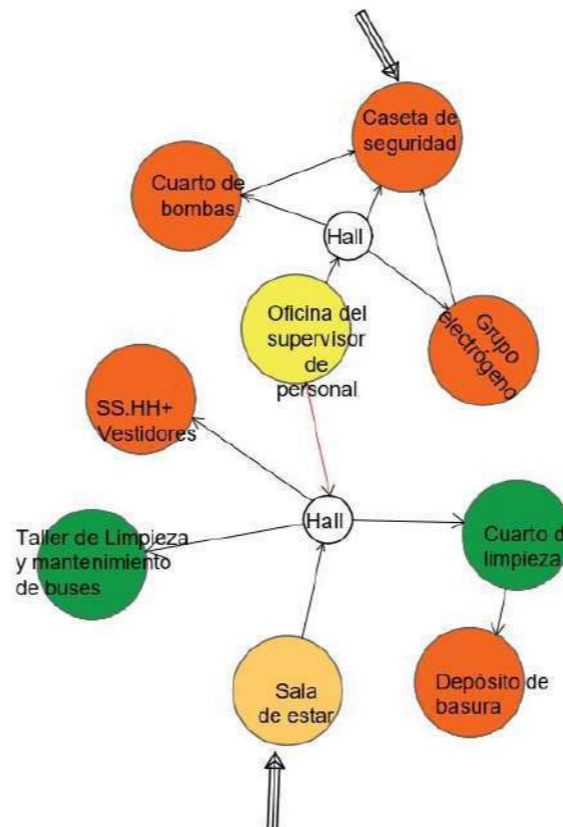 Caseta de
seguridad
Cuarto de
bombas
Hall
Oficina del
supervisor
de
personal
Grupo
electrógeno
SS.HH+
Vestidores
Hall
Taller de Limpieza
y mantenimiento
de buses
Cuarto d
limpieza
Sala
de estar
Depósito de
basura